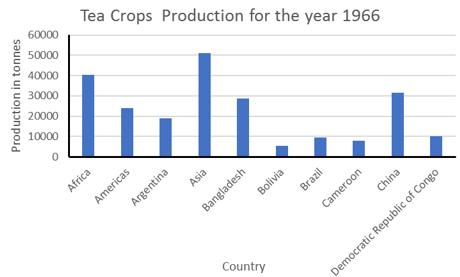 Tea Crops Production for the year 1966
Production in tonnes
60000
50000
40000
30000
20000
10000
0
Africa
Americas
Argentina
Asia
Bangladesh
Bolivia
Brazil
Cameroon
China
Democratic Republic of Congo
Country